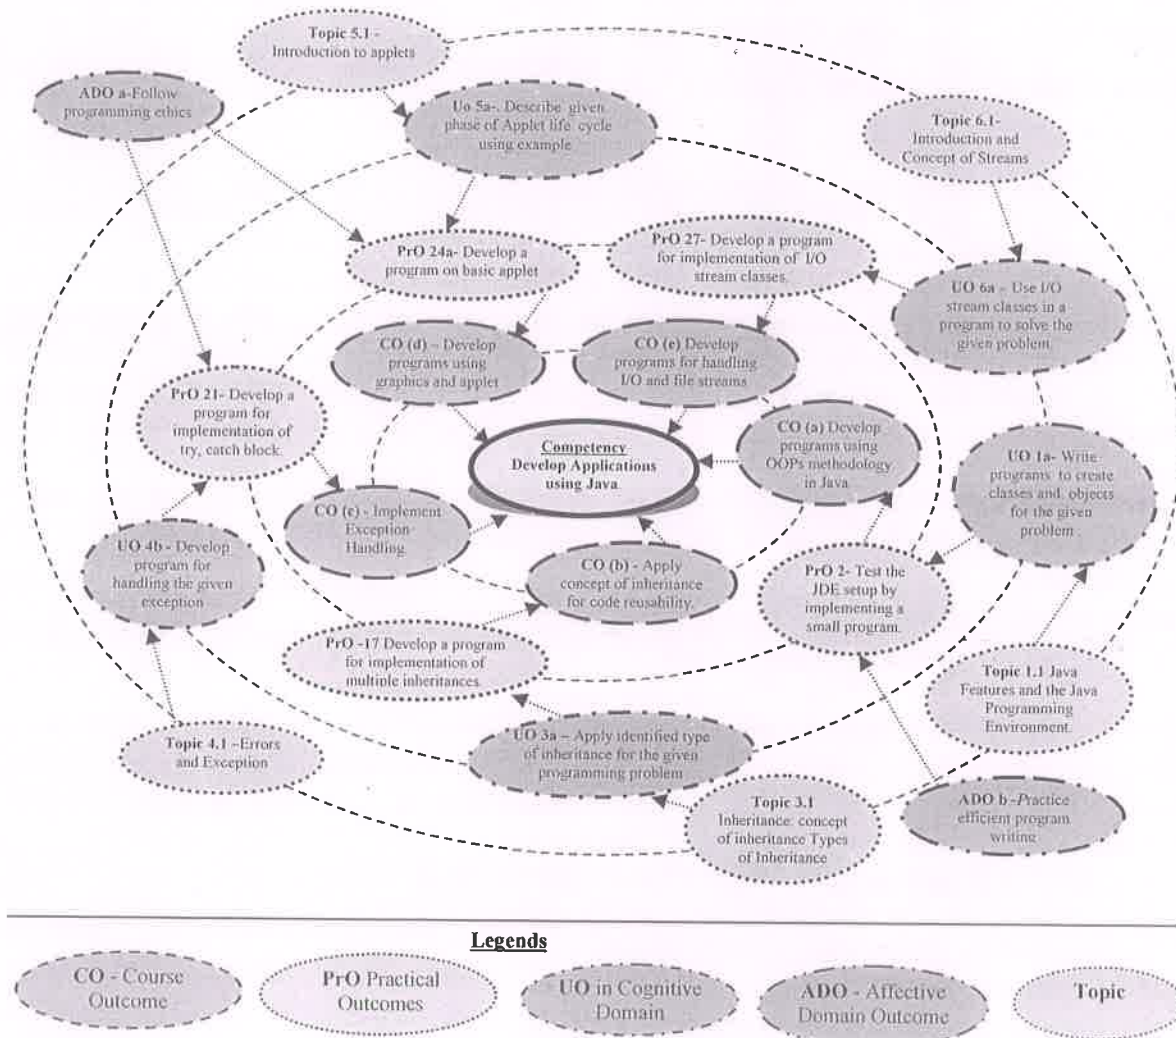 Topic 5.1 -
Introduction to applets
ADO a-Follow
programming ethics
Uo 5a-. Describe given
phase of Applet life cycle
using example
Topic 6.1-
Introduction and
Concept of Streams
PrO 24a- Develop a
program on basic applet
PrO 27- Develop a program
for implementation of I/O
stream classes.
UO 6a – Use I/O
stream classes in a
program to solve the
given problem.
CO (d) – Develop
programs using
graphics and applet
CO (e) Develop
programs for handling
I/O and file streams
PrO 21- Develop a
program for
implementation of
try, catch block.
Competency
Develop Applications
using Java
CO (a) Develop
programs using
OOPs methodology
in Java
UO 1a- Write
programs to create
classes and objects
for the given
problem .
CO (c) - Implement
Exception
Handling.
UO 4b - Develop
program for
handling the given
exception
CO (b) - Apply
concept of inheritance
for code reusability.
PrO 2- Test the
JDE setup by
implementing a
small program.
PrO -17 Develop a program
for implementation of
multiple inheritances.
Topic 1.1 Java
Features and the Java
Programming
Environment.
Topic 4.1 –Errors
and Exception
UO 3a – Apply identified type
of inheritance for the given
programming problem
Topic 3.1
Inheritance: concept
of inheritance Types
of Inheritance
ADO b -Practice
efficient program
writing
Legends
CO - Course
Outcome
PrO Practical
Outcomes
UO in Cognitive
Domain
ADO - Affective
Domain Outcome
Topic